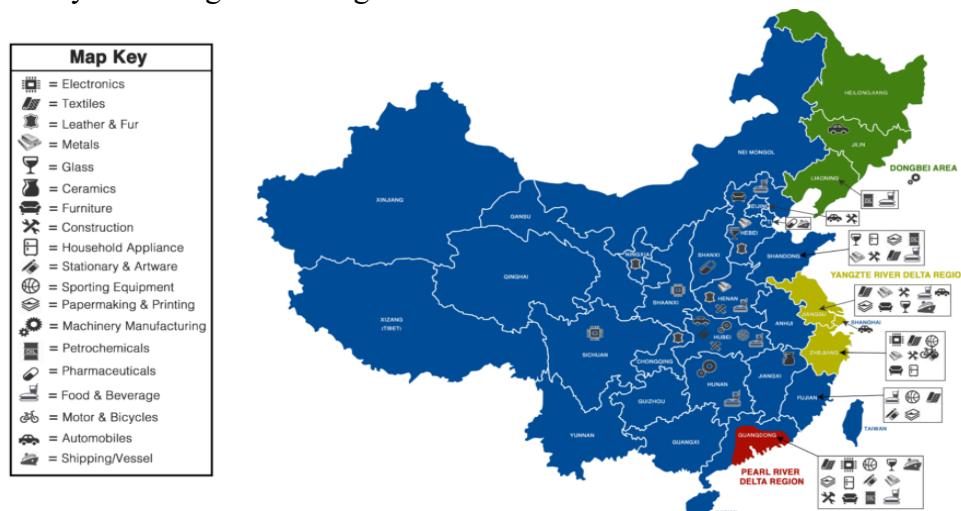 Map Key
= Electronics
= Textiles
= Leather & Fur
= Metals
= Glass
= Ceramics
= Furniture
= Construction
= Household Appliance
= Stationary & Artware
= Sporting Equipment
= Papermaking & Printing
= Machinery Manufacturing
= Petrochemicals
= Pharmaceuticals
= Food & Beverage
= Motor & Bicycles
= Automobiles
= Shipping/Vessel
HEILONGJIANG
JILIN
NEI MONGOL
LIAONING
DONGBEI AREA
XINJIANG
GANSU
BEIJING
HEBEI
SHANXI
SHANDONG
NINGXIA
QINGHAI
YANGZTE RIVER DELTA REGIO
SHAANXI
HENAN
JIANGSU
XIZANG
(TIBET)
ANHUI
SHANGHAI
HUBEI
SICHUAN
CHONGQING
ZHEJIANG
HUNAN
JIANGXI
GUIZHOU
FUJIAN
YUNNAN
GUANGXI
GUANGDONG
TAIWAN
PEARL RIVER
DELTA REGION